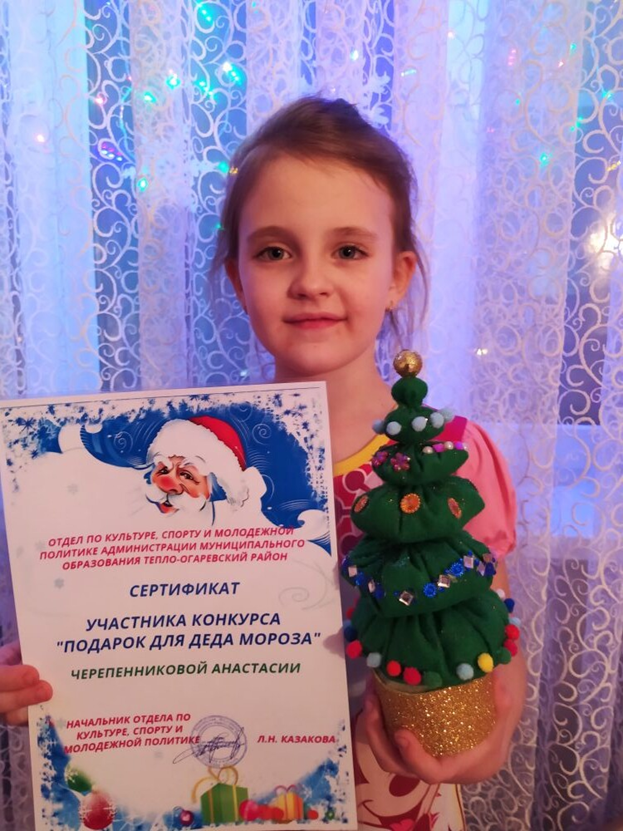 ОТДЕЛ ПО КУЛЬТУРЕ, СПОРТУ И МОЛОДЕЖНОЙ
ПОЛИТИКЕ АДМИНИСТРАЦИИ МУНИЦИПАЛЬНОГО
ОБРАЗОВАНИЯ ТЕПЛО-ОГАРЕВСКИЙ РАЙОН
СЕРТИФИКАТ
УЧАСТНИКА КОНКУРСА
"ПОДАРОК ДЛЯ ДЕДА МОРОЗА"
ЧЕРЕПЕННИКОВОЙ АНАСТАСИИ
НАЧАЛЬНИК ОТДЕЛА ПО
КУЛЬТУРЕ, СПОРТУ И
МОЛОДЕЖНОЙ ПОЛИТИКЕ Л.Н. КАЗАКОВА